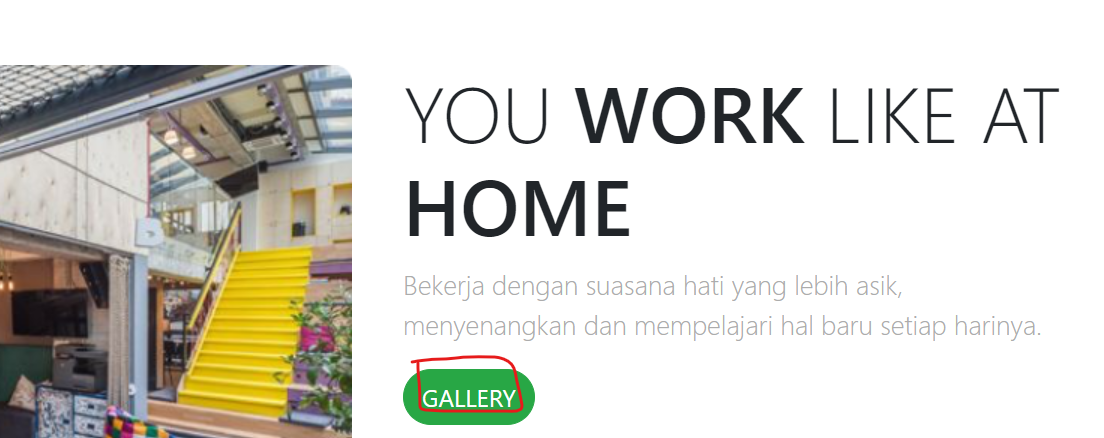 YOU WORK LIKE AT
HOME
Bekerja dengan suasana hati yang lebih asik,
menyenangkan dan mempelajari hal baru setiap harinya.
GALLERY